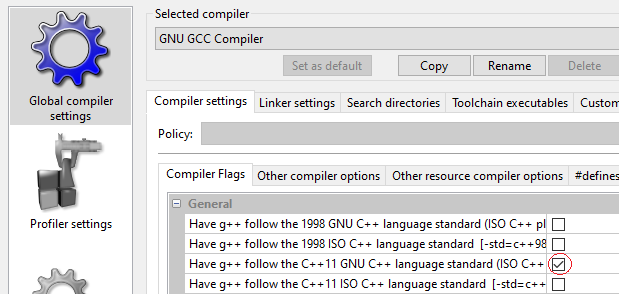 Selected compiler
GNU GCC Compiler
Set as default Copy Rename Delete
Global compiler
settings
Compiler settings Linker settings Search directories Toolchain executables Custom
Policy:
Profiler settings
Compiler Flags Other compiler options Other resource compiler options #defines
General
Have g++ follow the 1998 GNU C++ language standard (ISO C++ pl
Have g++ follow the 1998 ISO C++ language standard [-std=c++98
Have g++ follow the C++11 GNU C++ language standard (ISO C++
Have g++ follow the C++11 ISO C++ language standard [-std=c++